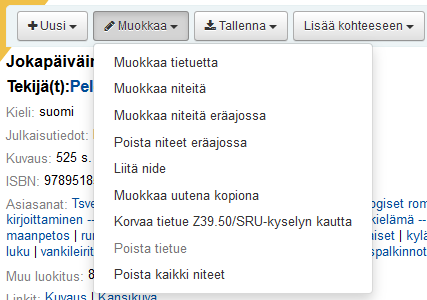 Uusi Muokkaa Tallenna Lisää kohteeseen
Jokapäiväin
Tekijä(t):Pel
Kieli: suomi
Julkaisutiedot:
Kuvaus: 525 s.
ISBN: 9789518
Asiasanat: Tsve
kirjoittaminen --
maanpetos | ru
luku | vankileirit
Muu luokitus: 8
Linkit: Kuvaus | Kansikuva
Muokkaa tietuetta
Muokkaa niteitä
Muokkaa niteitä eräajossa
Poista niteet eräajossa
Liitä nide
Muokkaa uutena kopiona
Korvaa tietue Z39.50/SRU-kyselyn kautta
Poista tietue
Poista kaikki niteet
ogiset rom
kielämä --
iset | kylä
spalkinnot